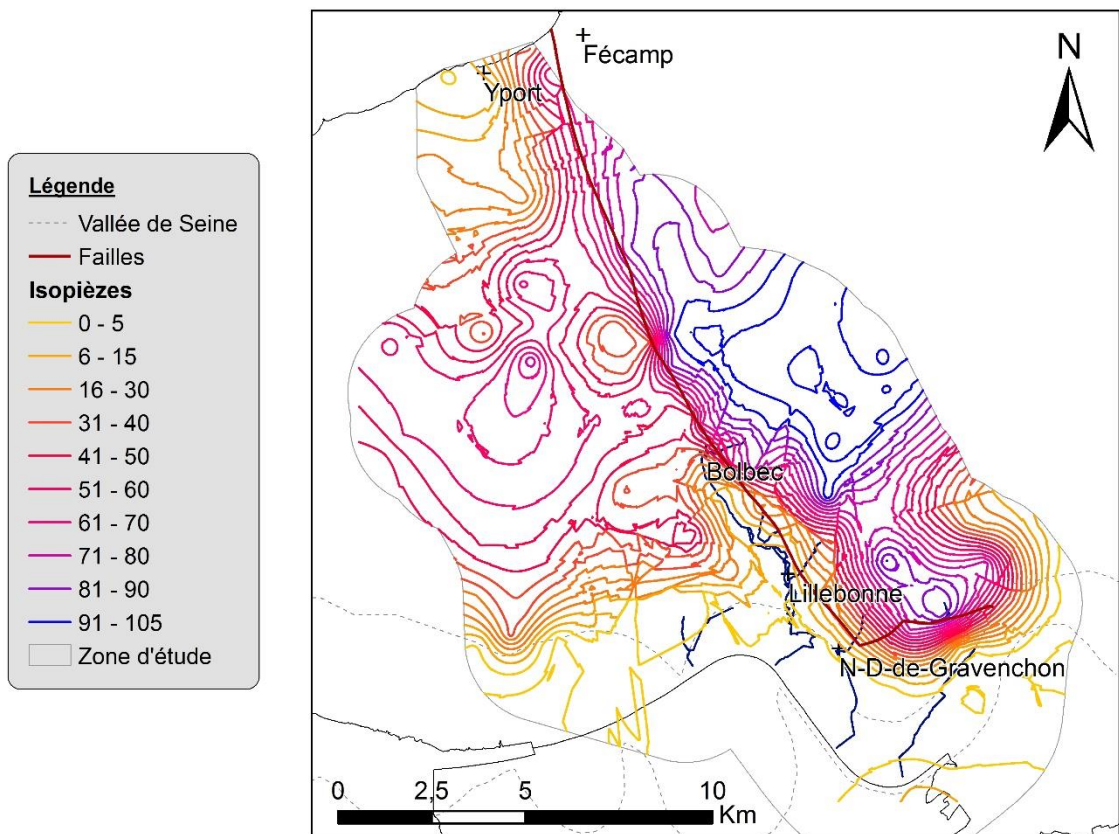 Légende
Vallée de Seine
Failles
Isopièzes
0 - 5
6 - 15
16 - 30
31 - 40
41 - 50
51 - 60
61 - 70
71 - 80
81 - 90
91 - 105
Zone d'étude
Fécamp
Yport
N
Bolbec
Lillebonne
N-D-de-Gravenchon
0 2,5 5 10
Km